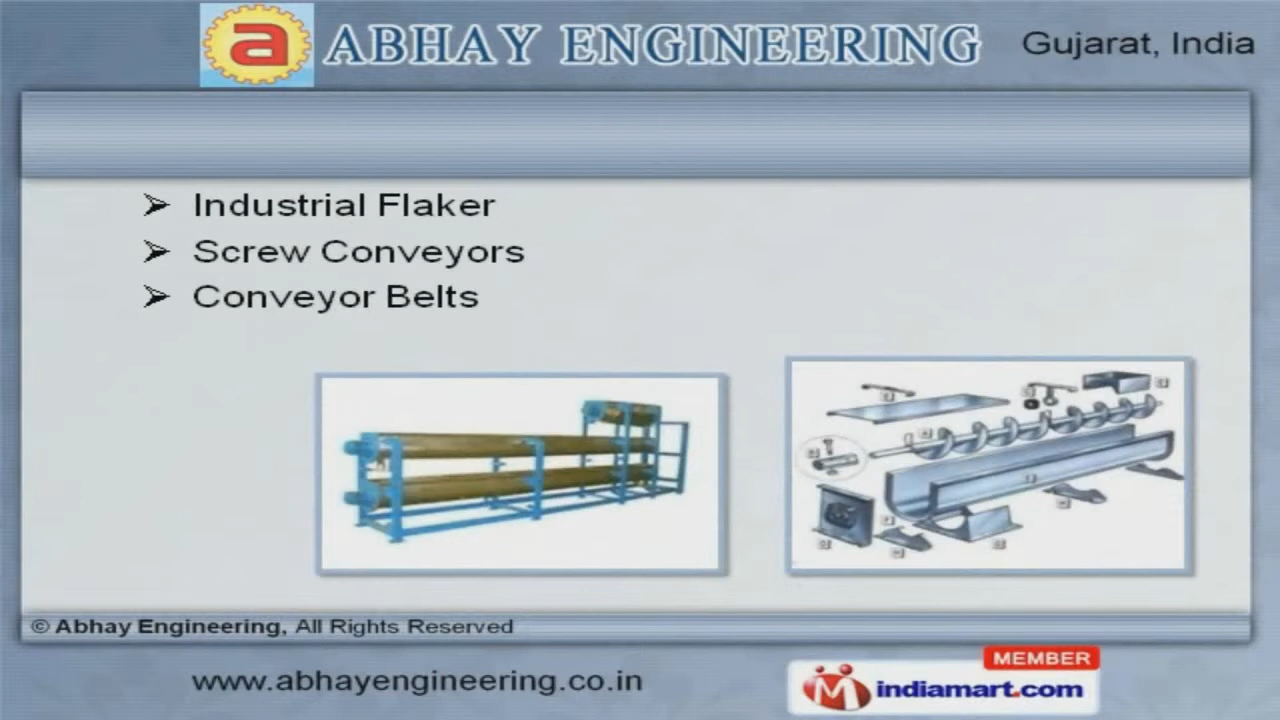 a ABHAY ENGINEERING
Gujarat, India
➢ Industrial Flaker
➢ Screw Conveyors
➢ Conveyor Belts
© Abhay Engineering, All Rights Reserved
www.abhayengineering.co.in
MEMBER
indiamart.com